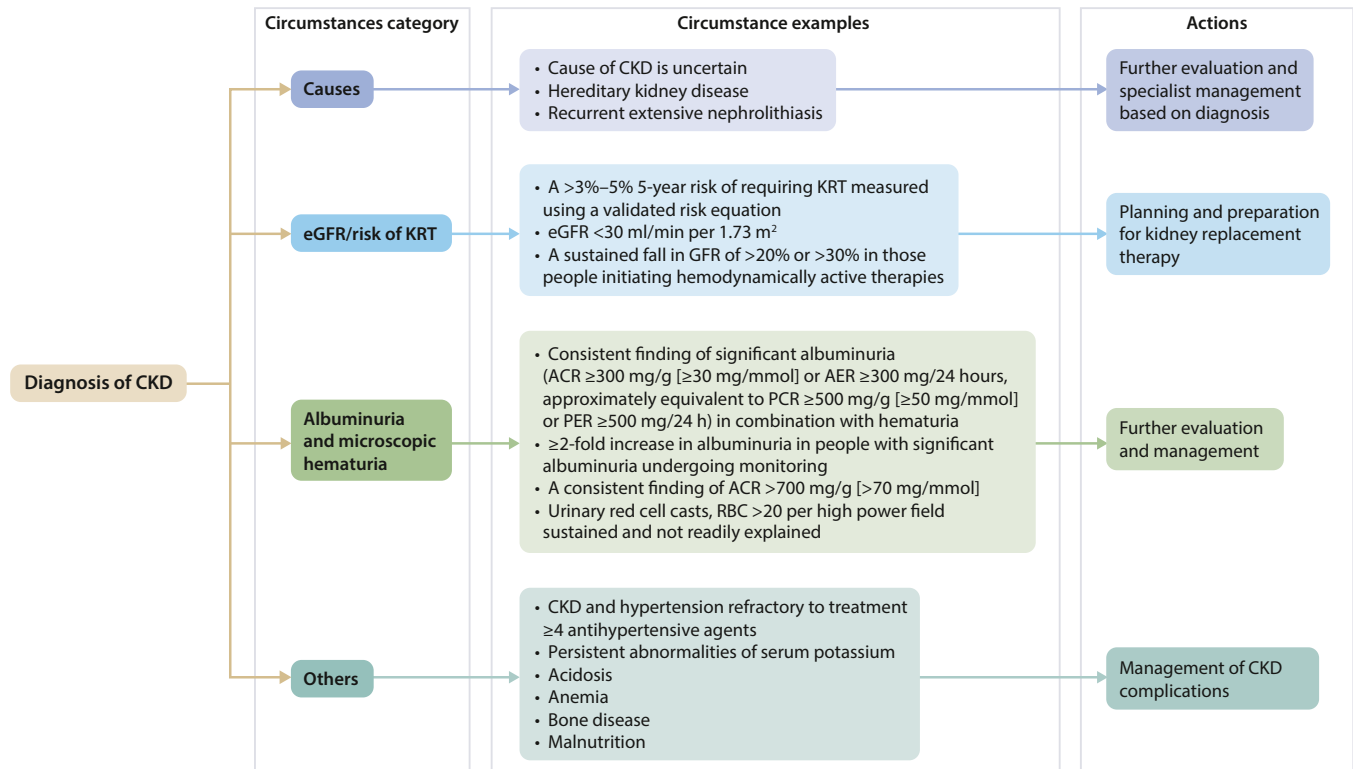 Circumstances category
Circumstance examples
Actions
Diagnosis of CKD
Causes
• Cause of CKD is uncertain
• Hereditary kidney disease
• Recurrent extensive nephrolithiasis
Further evaluation and
specialist management
based on diagnosis
eGFR/risk of KRT
• A >3%–5% 5-year risk of requiring KRT measured
using a validated risk equation
• eGFR <30 ml/min per 1.73 m²
• A sustained fall in GFR of >20% or >30% in those
people initiating hemodynamically active therapies
Planning and preparation
for kidney replacement
therapy
Albuminuria
and microscopic
hematuria
• Consistent finding of significant albuminuria
(ACR ≥300 mg/g [≥30 mg/mmol] or AER ≥300 mg/24 hours,
approximately equivalent to PCR ≥500 mg/g [≥50 mg/mmol]
or PER ≥500 mg/24 h) in combination with hematuria
• ≥2-fold increase in albuminuria in people with significant
albuminuria undergoing monitoring
• A consistent finding of ACR >700 mg/g [>70 mg/mmol]
• Urinary red cell casts, RBC >20 per high power field
sustained and not readily explained
Further evaluation
and management
Others
• CKD and hypertension refractory to treatment
≥4 antihypertensive agents
• Persistent abnormalities of serum potassium
• Acidosis
• Anemia
• Bone disease
• Malnutrition
Management of CKD
complications